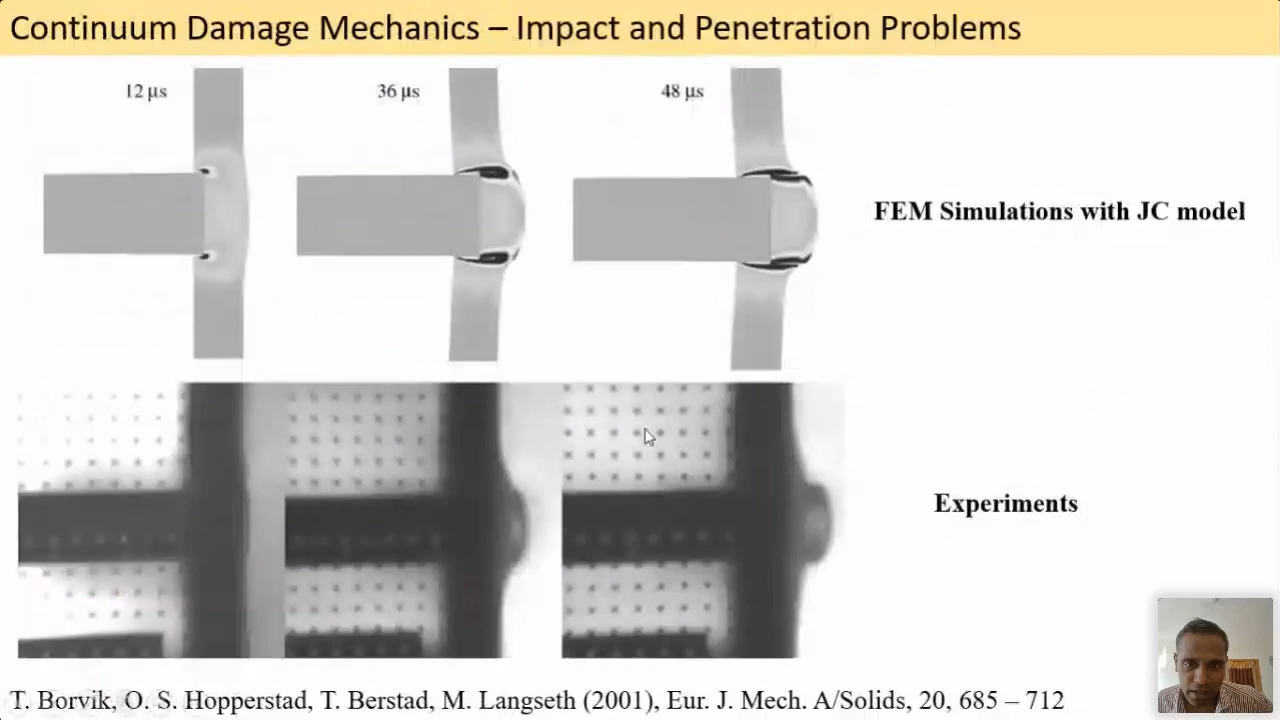 Continuum Damage Mechanics – Impact and Penetration Problems
12 μs
36 μs
48 μs
FEM Simulations with JC model
Experiments
T. Borvik, O. S. Hopperstad, T. Berstad, M. Langseth (2001), Eur. J. Mech. A/Solids, 20, 685 – 712